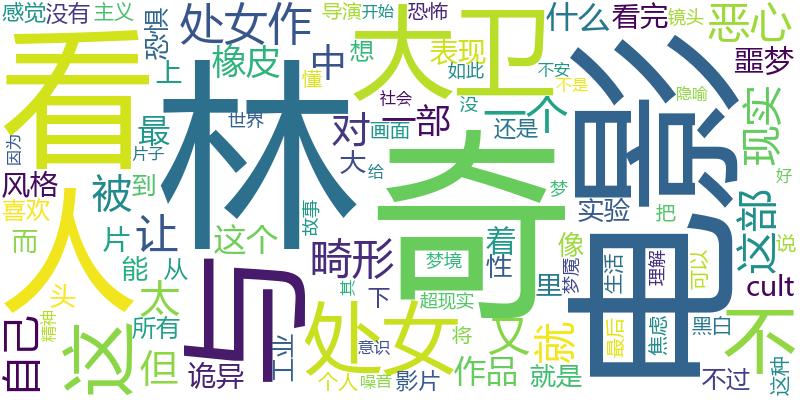 感觉
没有
主义
恐惧
处女作
导演
开始
恐怖
大卫
什么
看完
镜头
恶心
看
上
橡皮
中
想
表现
如此
不安
不是
噩梦
林
懂
社会
没
一个
电影
隐喻
现实
因为
片子
最
世界
对
一部
画面
还是
大
给
奇
风格
被
到
人
喜欢
让
故事
梦
实验
把
这部
好
而
片
这个
畸形
着
像
生活
理解
说
能
从
与
梦境
性
梦魇
里
可以
cult
头
太
其
下
超现实
不
这
精神
所有
处女
将
又
就
最后
焦虑
黑白
自己
但
诡异
工业
意识
个人
噪音
影片
作品
就是
不过
这种